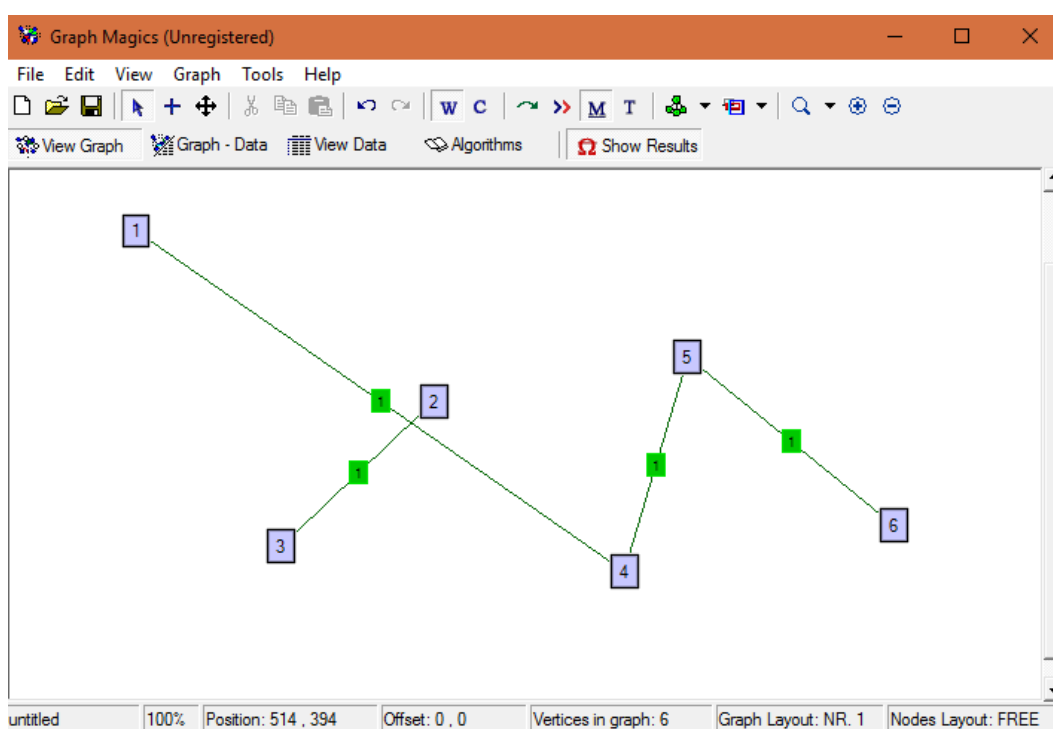 Graph Magics (Unregistered)
File Edit View Graph Tools Help
W C M T
View Graph Graph - Data View Data Algorithms Ω Show Results
1
5
1 2
1
1 1
6
3
4
untitled 100% Position: 514 , 394 Offset: 0 , 0 Vertices in graph: 6 Graph Layout: NR. 1 Nodes Layout: FREE